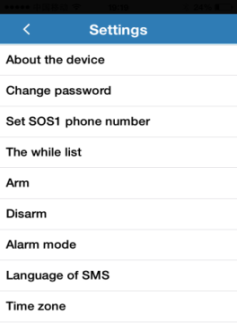 Settings
About the device
Change password
Set SOS1 phone number
The while list
Arm
Disarm
Alarm mode
Language of SMS
Time zone